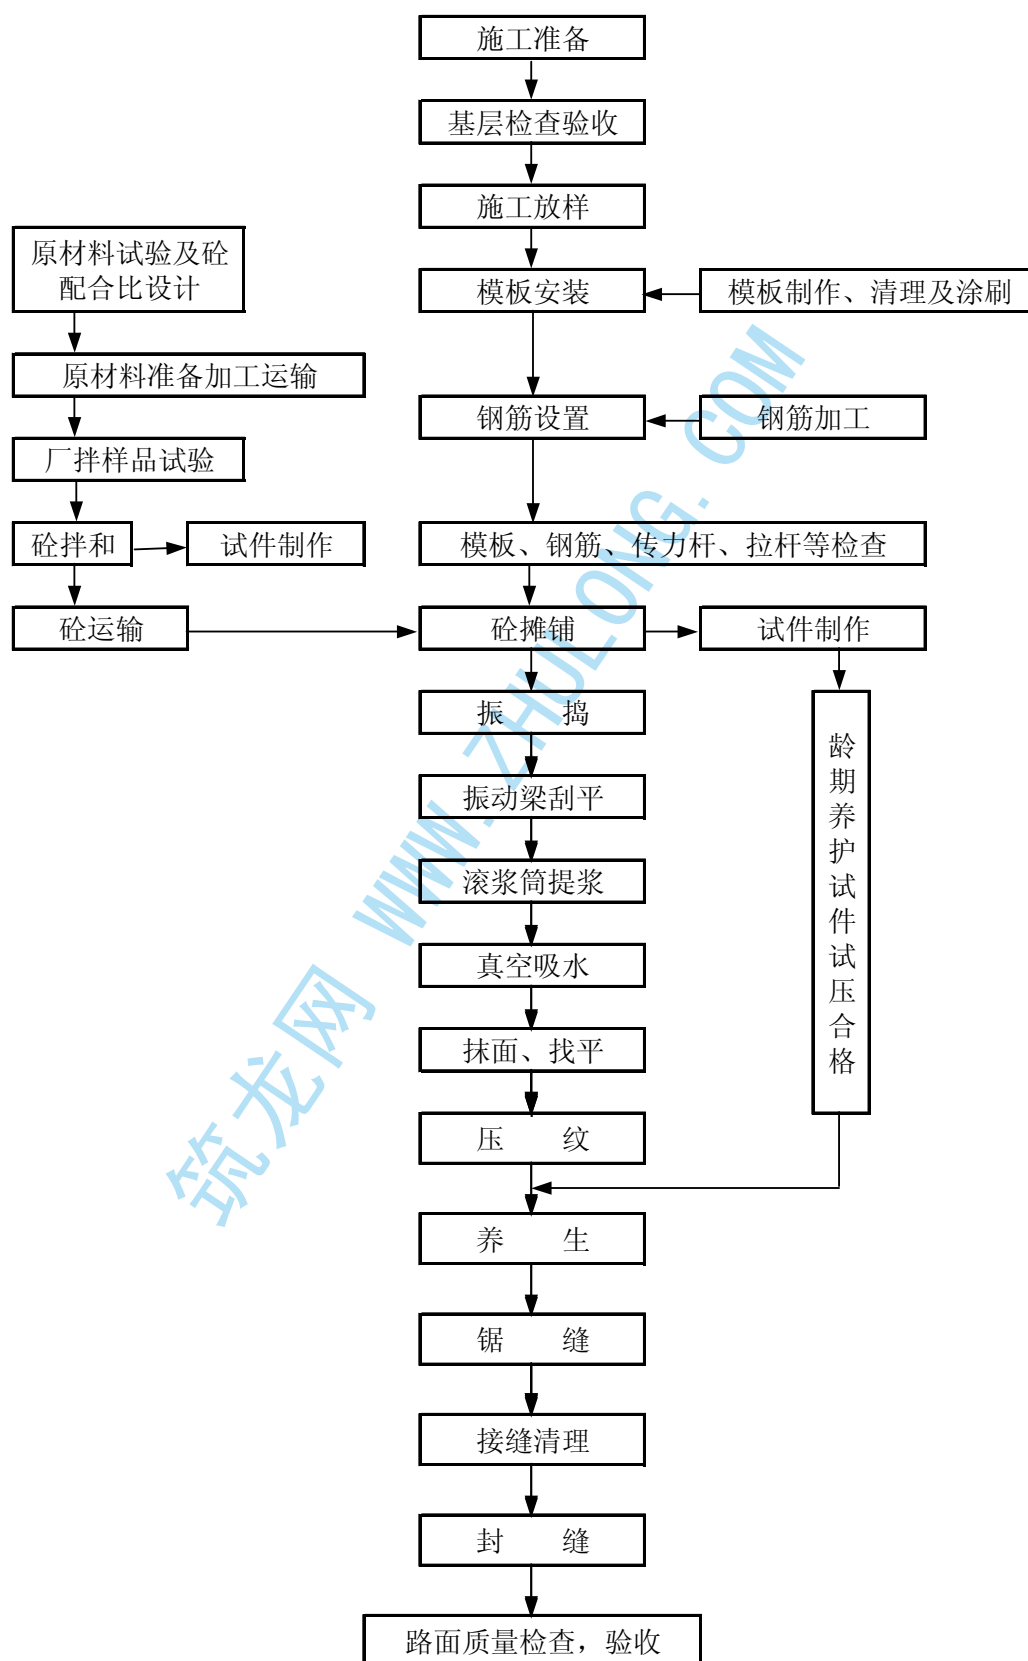 施工准备
基层检查验收
施工放样
原材料试验及砼
配合比设计
模板安装
模板制作、清理及涂刷
原材料准备加工运输
钢筋设置
钢筋加工
厂拌样品试验
砼拌和
试件制作
模板、钢筋、传力杆、拉杆等检查
砼运输
砼摊铺
试件制作
振 捣
龄期养护试件试压合格
振动梁刮平
滚浆筒提浆
真空吸水
抹面、找平
压 纹
养 生
锯 缝
接缝清理
封 缝
路面质量检查，验收
筑龙网 WWW.ZHULONG.COM